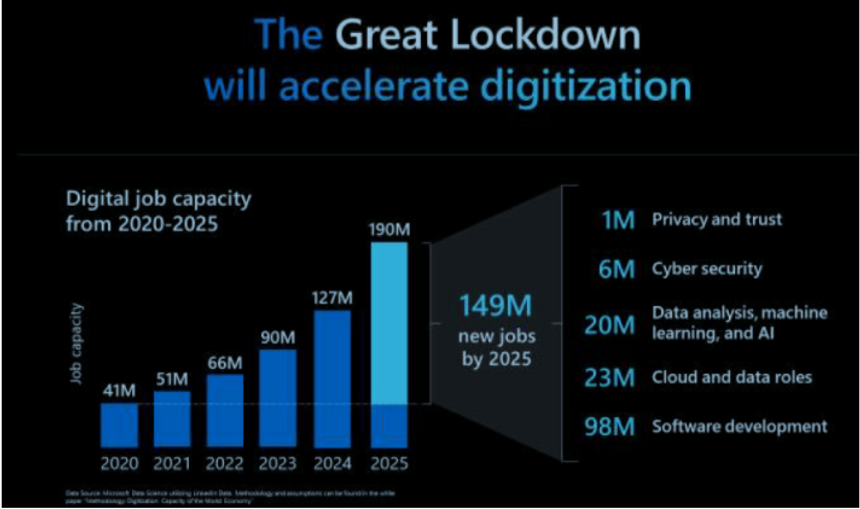 The Great Lockdown
will accelerate digitization
Digital job capacity
from 2020-2025
Job capacity
41M
51M
66M
90M
127M
190M
2020 2021 2022 2023 2024 2025
149M
new jobs
by 2025
1M Privacy and trust
6M Cyber security
20M Data analysis, machine
learning, and AI
23M Cloud and data roles
98M Software development
Data Source: Microsoft Data Science utilizing LinkedIn Data. Methodology and assumptions can be found in the white
paper "Methodology: Digitization Capacity of the World Economy"